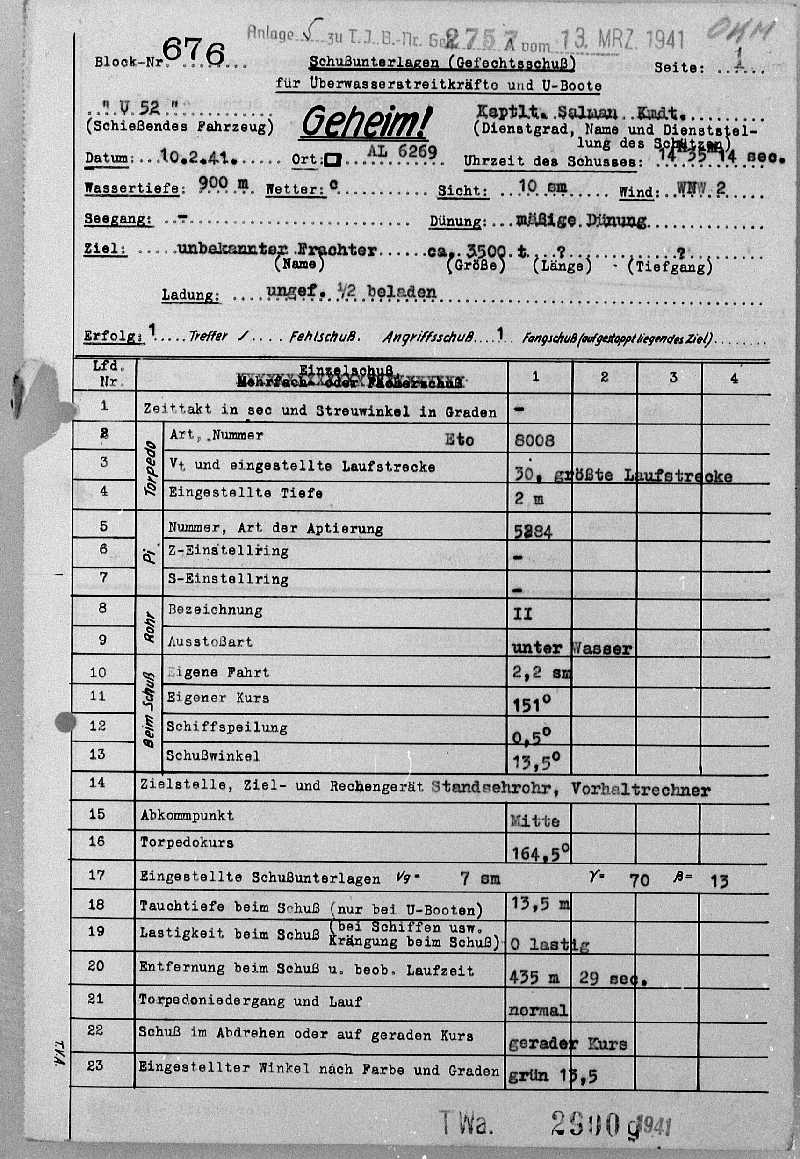 Anlage zu T.J.B.-Nr. Ge 2757 A vom 13. MRZ. 1941 OKM
Block-Nr. 676 Schußunterlagen (Gefechtsschuß) Seite: 1
für Überwasserstreitkräfte und U-Boote
" U 52 " Geheim! Kaptlt. Salman Kmdt.
(Schießendes Fahrzeug) (Dienstgrad, Name und Dienststel-
lung des Schützen)
Datum: 10.2.41. Ort: AL 6269 Uhrzeit des Schusses: 14 35 14 sec.
Wassertiefe: 900 m Wetter: c Sicht: 10 sm Wind: WNW 2
Seegang: - Dünung: mäßige Dünung
Ziel: unbekannter Frachter ca. 3500 t ? ?
(Name) (Größe) (Länge) (Tiefgang)
Ladung: ungef. 1/2 beladen
Erfolg: 1 Treffer / Fehlschuß. Angriffsschuß 1 Fangschuß (auf gestoppt liegendes Ziel)
Lfd. Nr. Einzelschuß 1 2 3 4
Mehrfach- oder Fächerschuß
1 Zeittakt in sec und Streuwinkel in Graden -
Torpedo
2 Art, Nummer Eto 8008
3 Vt und eingestellte Laufstrecke 30, größte Laufstrecke
4 Eingestellte Tiefe 2 m
Pi
5 Nummer, Art der Aptierung 5284
6 Z-Einstellring -
7 S-Einstellring -
Rohr
8 Bezeichnung II
9 Ausstoßart unter Wasser
Beim Schuß
10 Eigene Fahrt 2,2 sm
11 Eigener Kurs 151°
12 Schiffspeilung 0,5°
13 Schußwinkel 13,5°
14 Zielstelle, Ziel- und Rechengerät Standsehrohr, Vorhaltrechner
15 Abkommpunkt Mitte
16 Torpedokurs 164,5°
17 Eingestellte Schußunterlagen Vg= 7 sm γ= 70 β= 13
18 Tauchtiefe beim Schuß (nur bei U-Booten) 13,5 m
19 Lastigkeit beim Schuß (bei Schiffen usw. Krängung beim Schuß) 0 lastig
20 Entfernung beim Schuß u. beob. Laufzeit 435 m 29 sec.
21 Torpedoniedergang und Lauf normal
22 Schuß im Abdrehen oder auf geraden Kurs gerader Kurs
23 Eingestellter Winkel nach Farbe und Graden grün 13,5
T.V.A.
TWa. 2990 g 1941